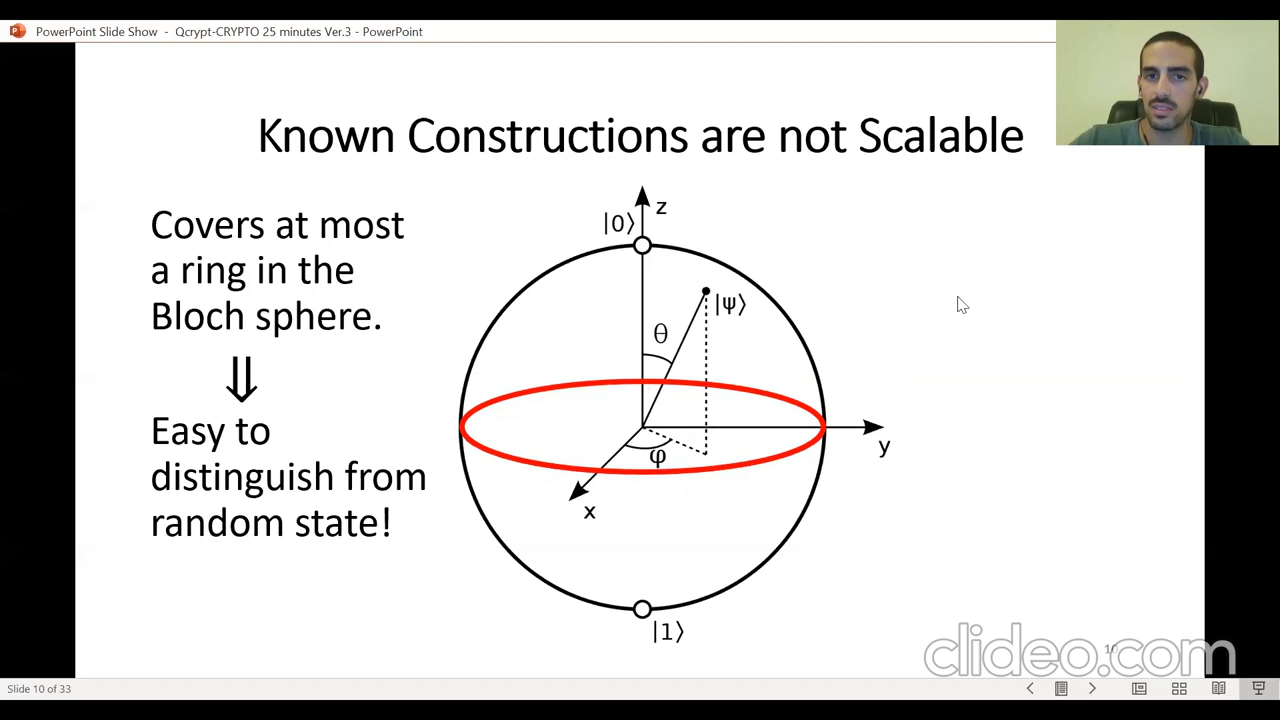 PowerPoint Slide Show - Qcrypt-CRYPTO 25 minutes Ver.3 - PowerPoint
Known Constructions are not Scalable
Covers at most
a ring in the
Bloch sphere.
⇓
Easy to
distinguish from
random state!
z
|0⟩
|ψ⟩
θ
φ
y
x
|1⟩
10
clideo.com
Slide 10 of 33